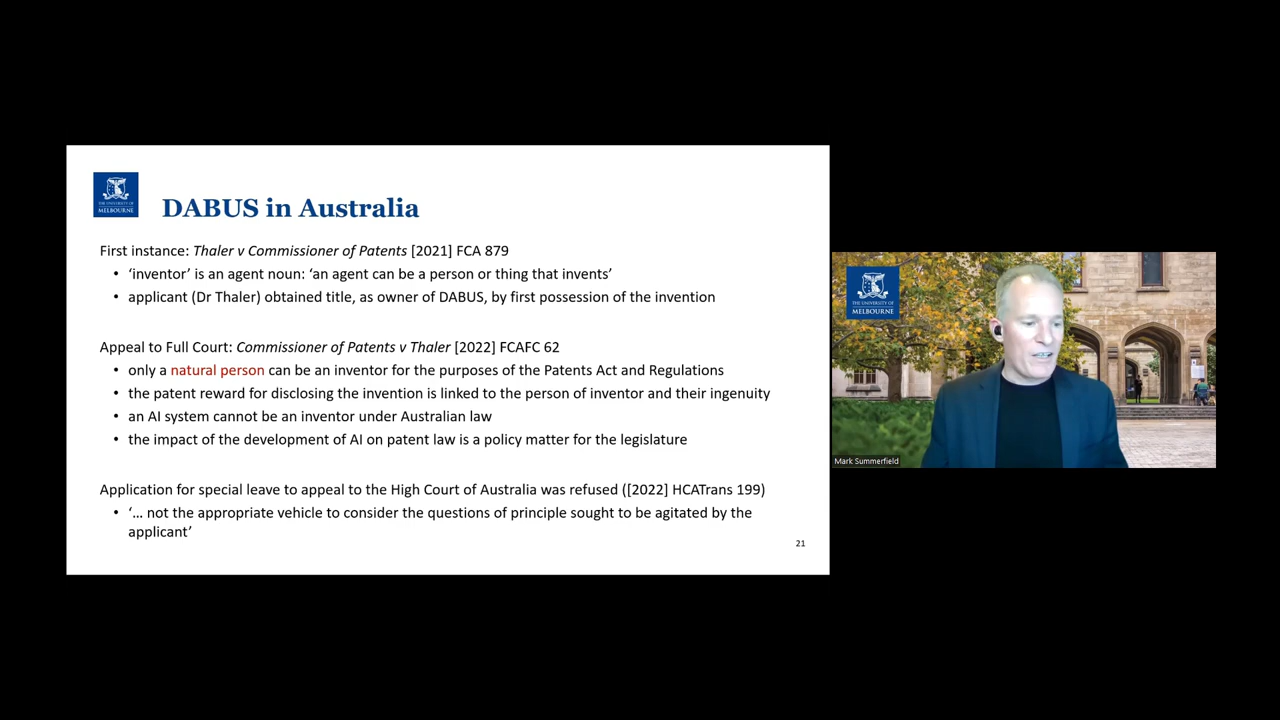 THE UNIVERSITY OF
MELBOURNE
DABUS in Australia
First instance: Thaler v Commissioner of Patents [2021] FCA 879
• ‘inventor’ is an agent noun: ‘an agent can be a person or thing that invents’
• applicant (Dr Thaler) obtained title, as owner of DABUS, by first possession of the invention
Appeal to Full Court: Commissioner of Patents v Thaler [2022] FCAFC 62
• only a natural person can be an inventor for the purposes of the Patents Act and Regulations
• the patent reward for disclosing the invention is linked to the person of inventor and their ingenuity
• an AI system cannot be an inventor under Australian law
• the impact of the development of AI on patent law is a policy matter for the legislature
Application for special leave to appeal to the High Court of Australia was refused ([2022] HCATrans 199)
• ‘… not the appropriate vehicle to consider the questions of principle sought to be agitated by the
applicant’
21
THE UNIVERSITY OF
MELBOURNE
Mark Summerfield